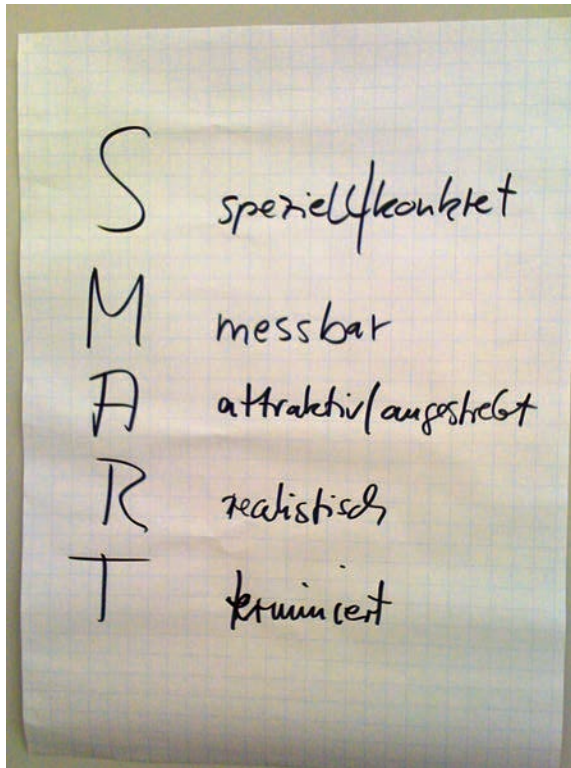 S speziell/konkret
M messbar
A attraktiv/angestrebt
R realistisch
T terminiert